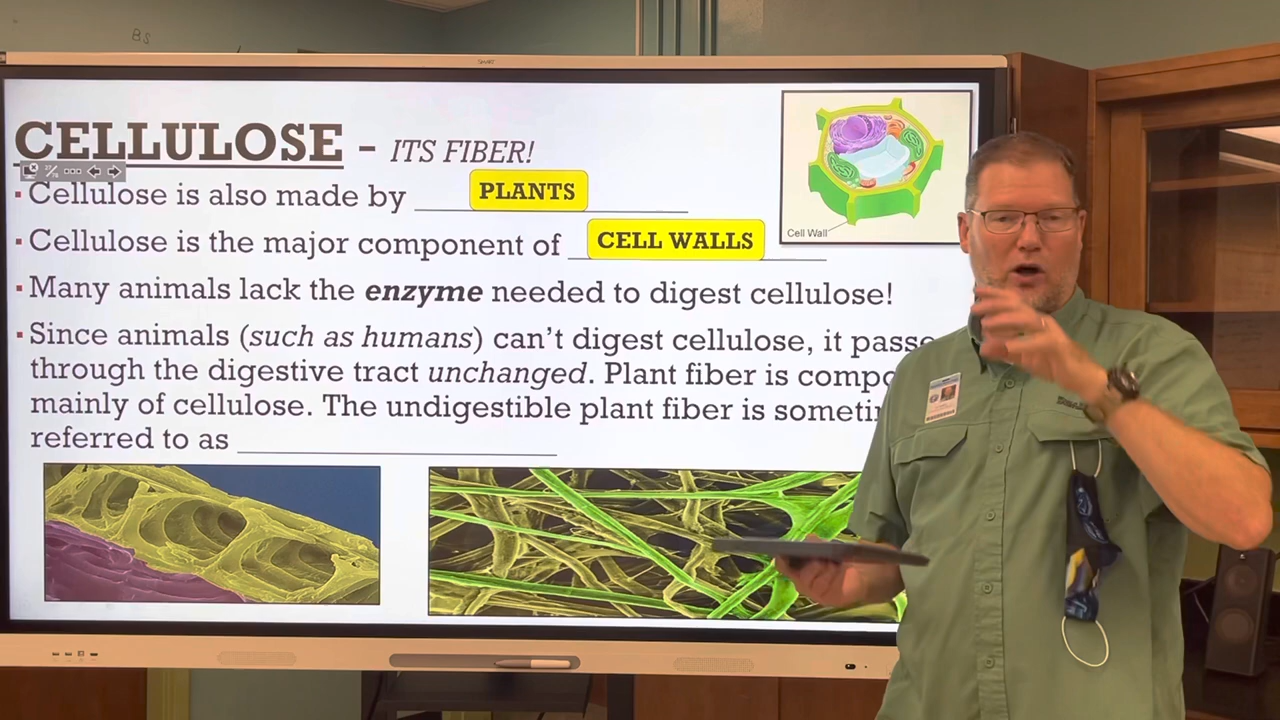 BS
SMART
CELLULOSE - ITS FIBER!
Cellulose is also made by PLANTS
Cellulose is the major component of CELL WALLS
Many animals lack the enzyme needed to digest cellulose!
Since animals (such as humans) can't digest cellulose, it passe
through the digestive tract unchanged. Plant fiber is compo
mainly of cellulose. The undigestible plant fiber is someti
referred to as
Cell Wall